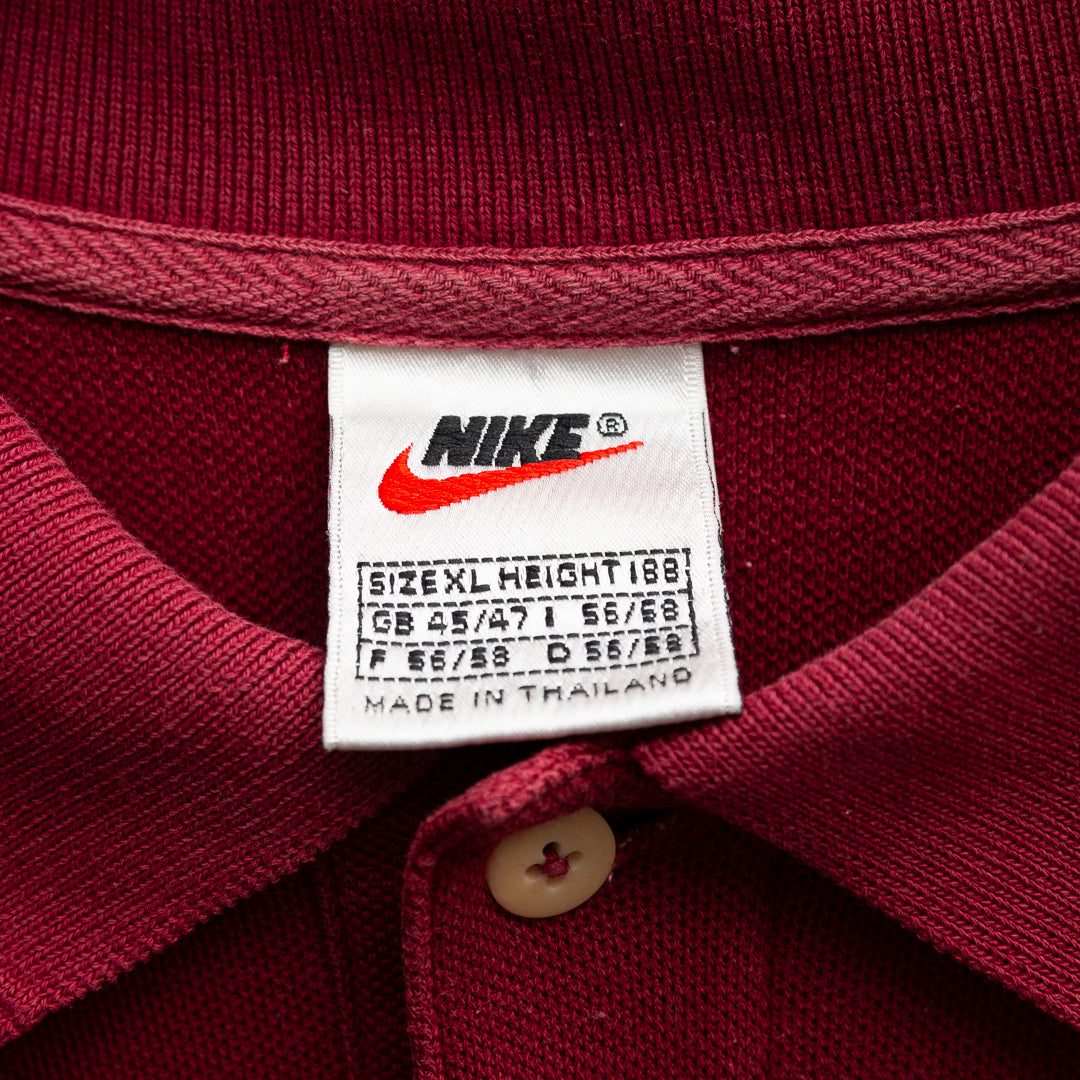 NIKE ®
SIZE XL HEIGHT 188
GB 45/47 I 56/58
F 56/58 D 56/58
MADE IN THAILAND